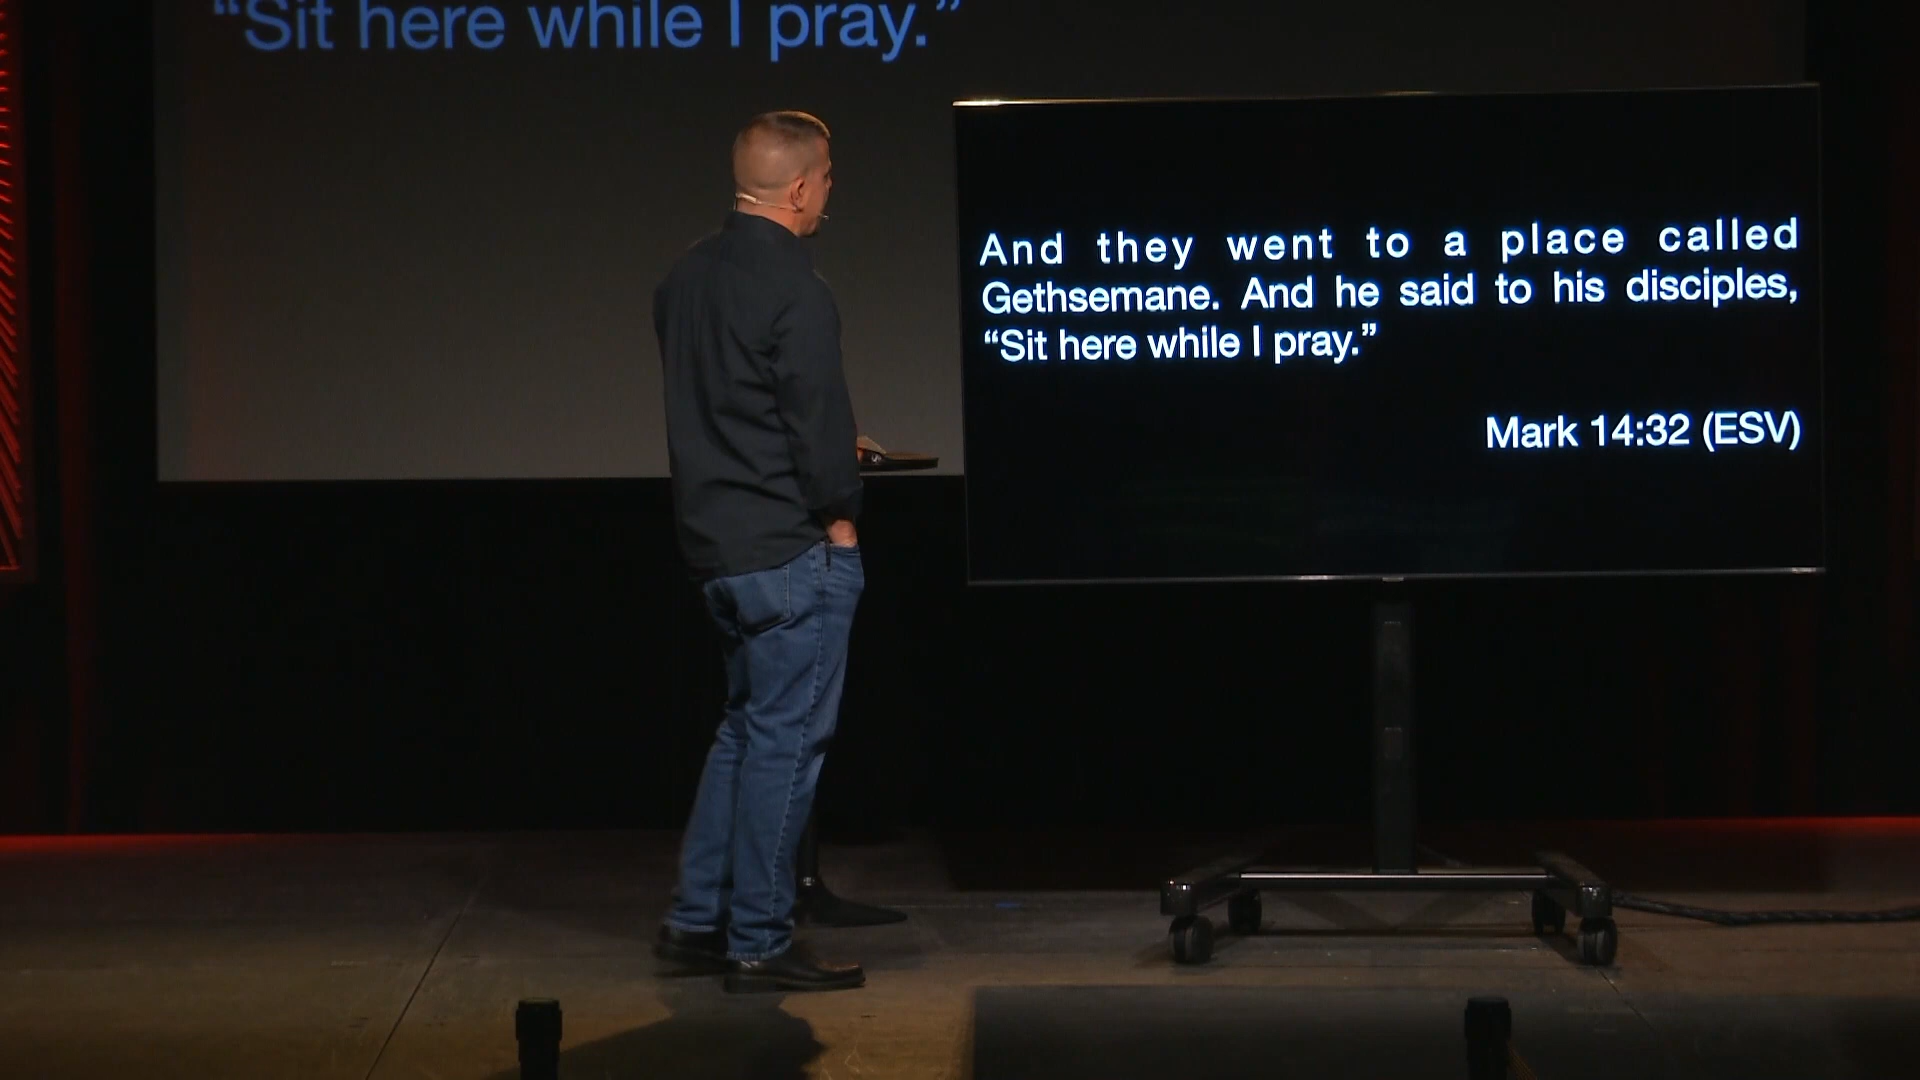 “Sit here while I pray.”
And they went to a place called
Gethsemane. And he said to his disciples,
“Sit here while I pray.”
Mark 14:32 (ESV)